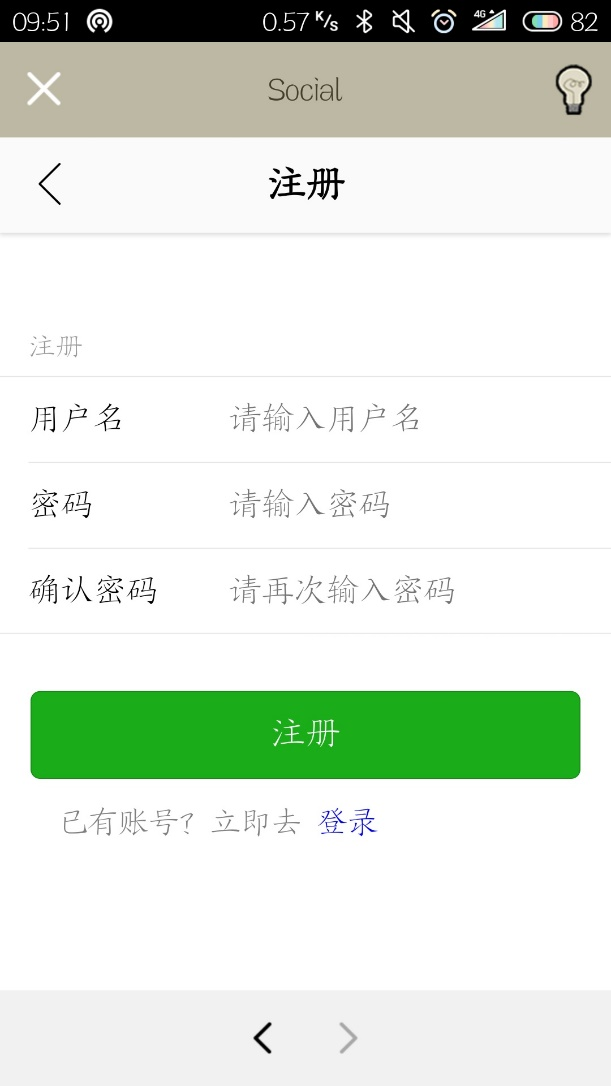 09:51 0.57 K/s 4G 82
Social
注册
注册
用户名 请输入用户名
密码 请输入密码
确认密码 请再次输入密码
注册
已有账号? 立即去 登录